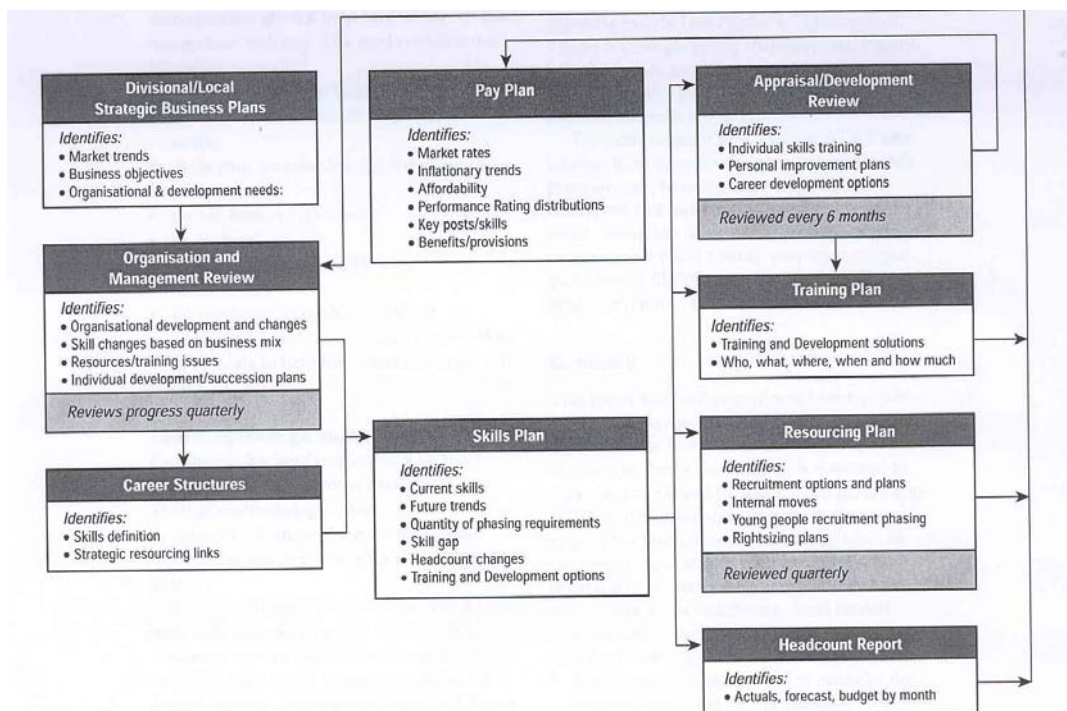 Divisional/Local
Strategic Business Plans
Identifies:
• Market trends
• Business objectives
• Organisational & development needs:
Organisation and
Management Review
Identifies:
• Organisational development and changes
• Skill changes based on business mix
• Resources/training issues
• Individual development/succession plans
Reviews progress quarterly
Career Structures
Identifies:
• Skills definition
• Strategic resourcing links
Pay Plan
Identifies:
• Market rates
• Inflationary trends
• Affordability
• Performance Rating distributions
• Key posts/skills
• Benefits/provisions
Skills Plan
Identifies:
• Current skills
• Future trends
• Quantity of phasing requirements
• Skill gap
• Headcount changes
• Training and Development options
Appraisal/Development
Review
Identifies:
• Individual skills training
• Personal improvement plans
• Career development options
Reviewed every 6 months
Training Plan
Identifies:
• Training and Development solutions
• Who, what, where, when and how much
Resourcing Plan
Identifies:
• Recruitment options and plans
• Internal moves
• Young people recruitment phasing
• Rightsizing plans
Reviewed quarterly
Headcount Report
Identifies:
• Actuals, forecast, budget by month